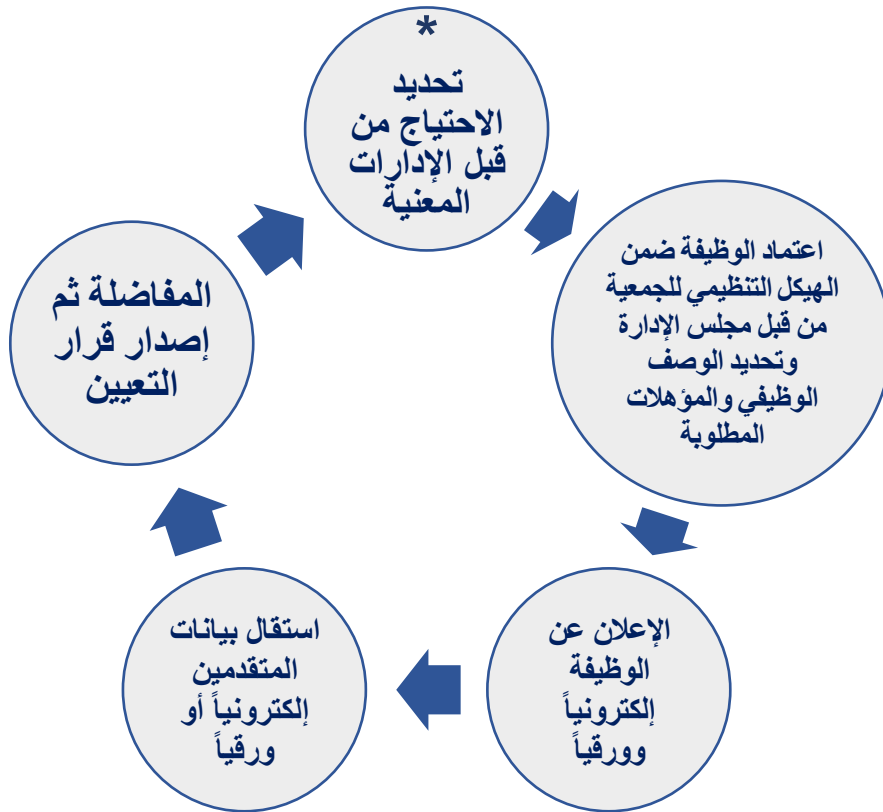 *
تحديد
الاحتياج من
قبل الإدارات
المعنية
اعتماد الوظيفة ضمن
الهيكل التنظيمي للجمعية
من قبل مجلس الإدارة
وتحديد الوصف
الوظيفي والمؤهلات
المطلوبة
الإعلان عن
الوظيفة
إلكترونياً
وورقياً
استقال بيانات
المتقدمين
إلكترونياً أو
ورقياً
المفاضلة ثم
إصدار قرار
التعيين